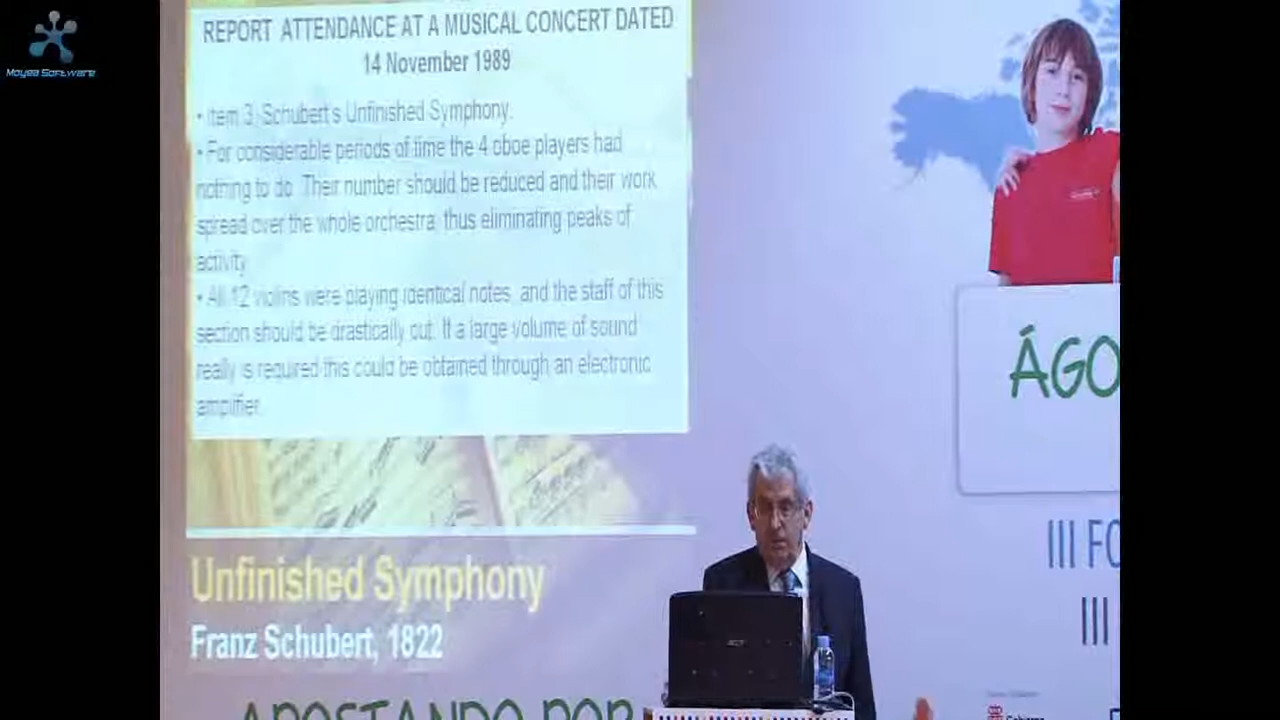 Moyea Software
REPORT ATTENDANCE AT A MUSICAL CONCERT DATED
14 November 1989
• Item 3, Schubert's Unfinished Symphony.
• For considerable periods of time the 4 oboe players had
nothing to do. Their number should be reduced and their work
spread over the whole orchestra, thus eliminating peaks of
activity.
• All 12 violins were playing identical notes, and the staff of this
section should be drastically cut. If a large volume of sound
really is required this could be obtained through an electronic
amplifier.
Unfinished Symphony
Franz Schubert, 1822
APOSTANDO POR
ÁGO
III FO
III
acer